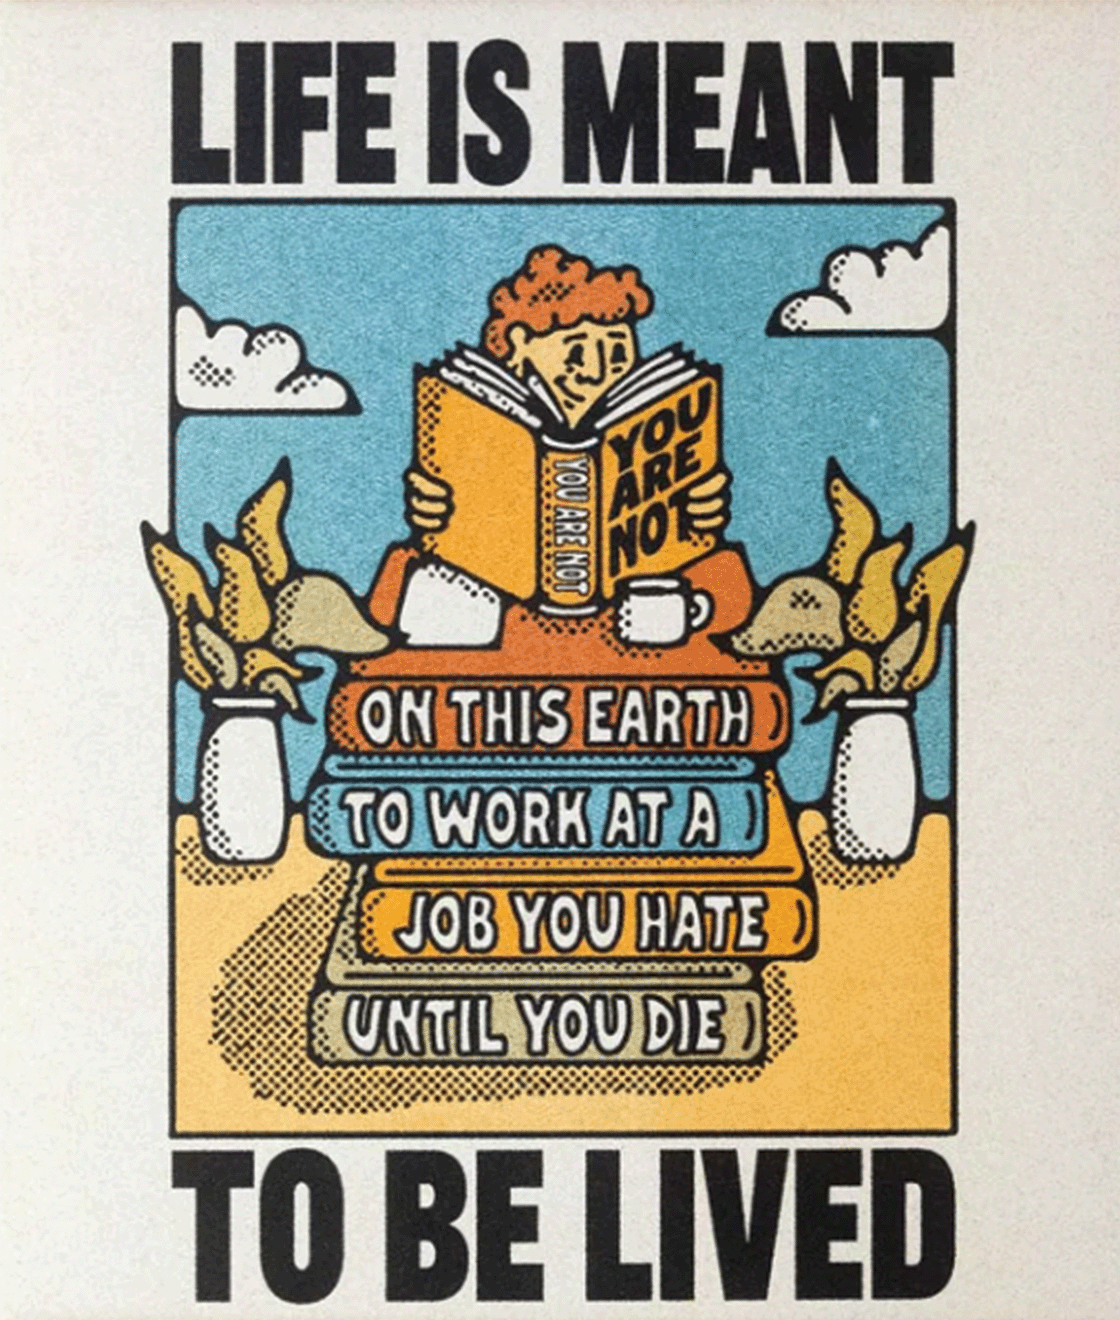 LIFE IS MEANT
YOU
ARE
NOT
YOU ARE NOT
ON THIS EARTH
TO WORK AT A
JOB YOU HATE
UNTIL YOU DIE
TO BE LIVED